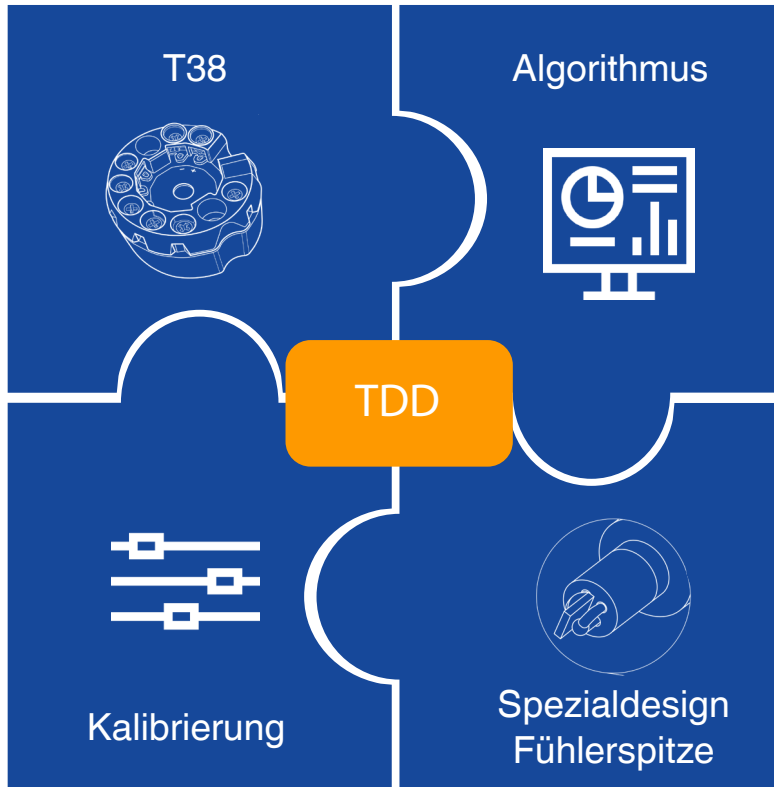 T38
Algorithmus
TDD
Kalibrierung
Spezialdesign
Fühlerspitze